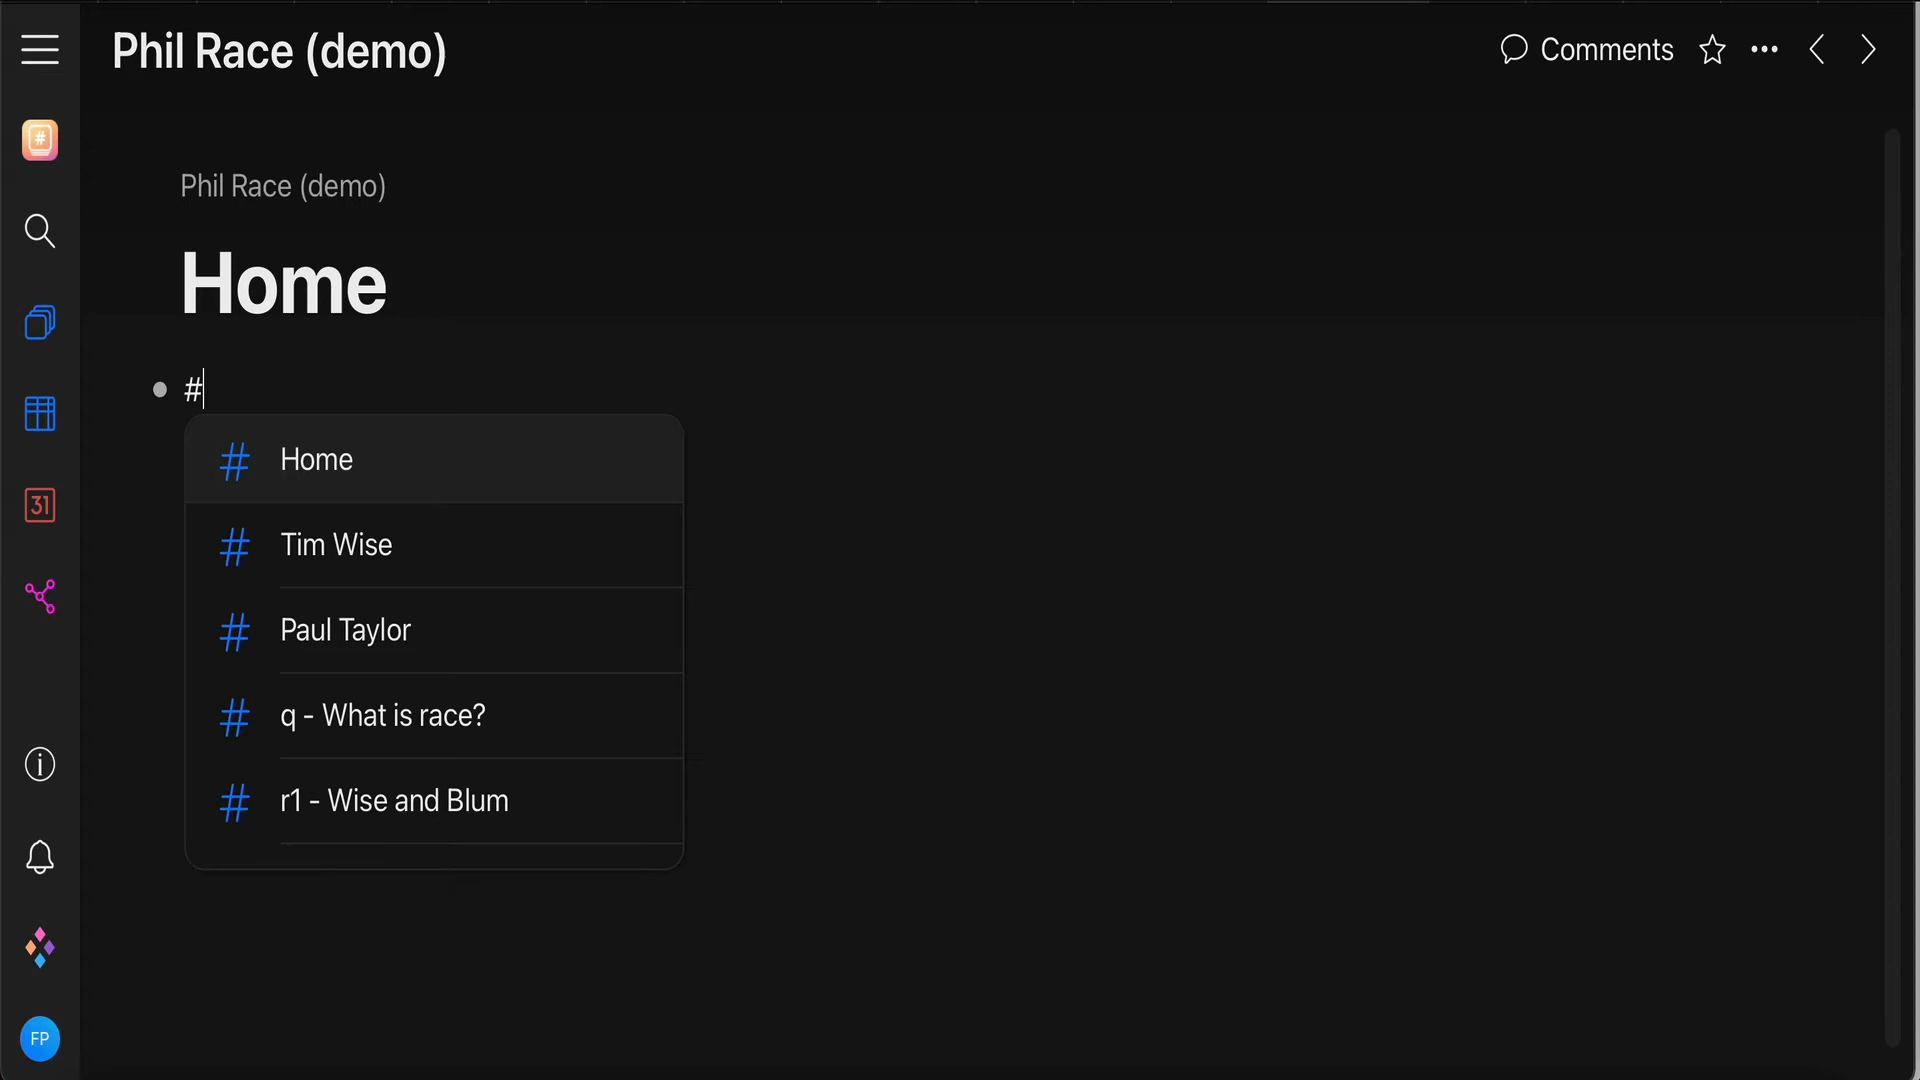 Phil Race (demo)
Comments
#
Phil Race (demo)
Home
#
31
# Home
# Tim Wise
# Paul Taylor
# q - What is race?
# r1 - Wise and Blum
FP